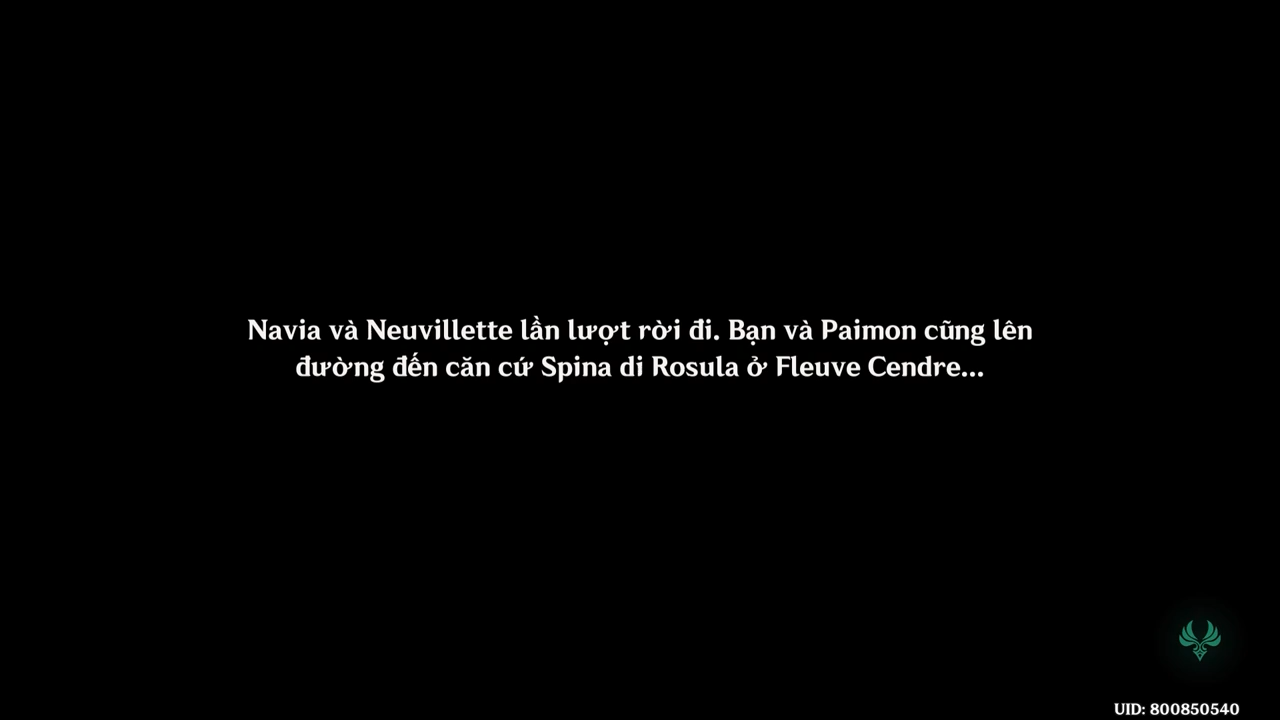 Navia và Neuvillette lần lượt rời đi. Bạn và Paimon cũng lên
đường đến căn cứ Spina di Rosula ở Fleuve Cendre...
UID: 800850540